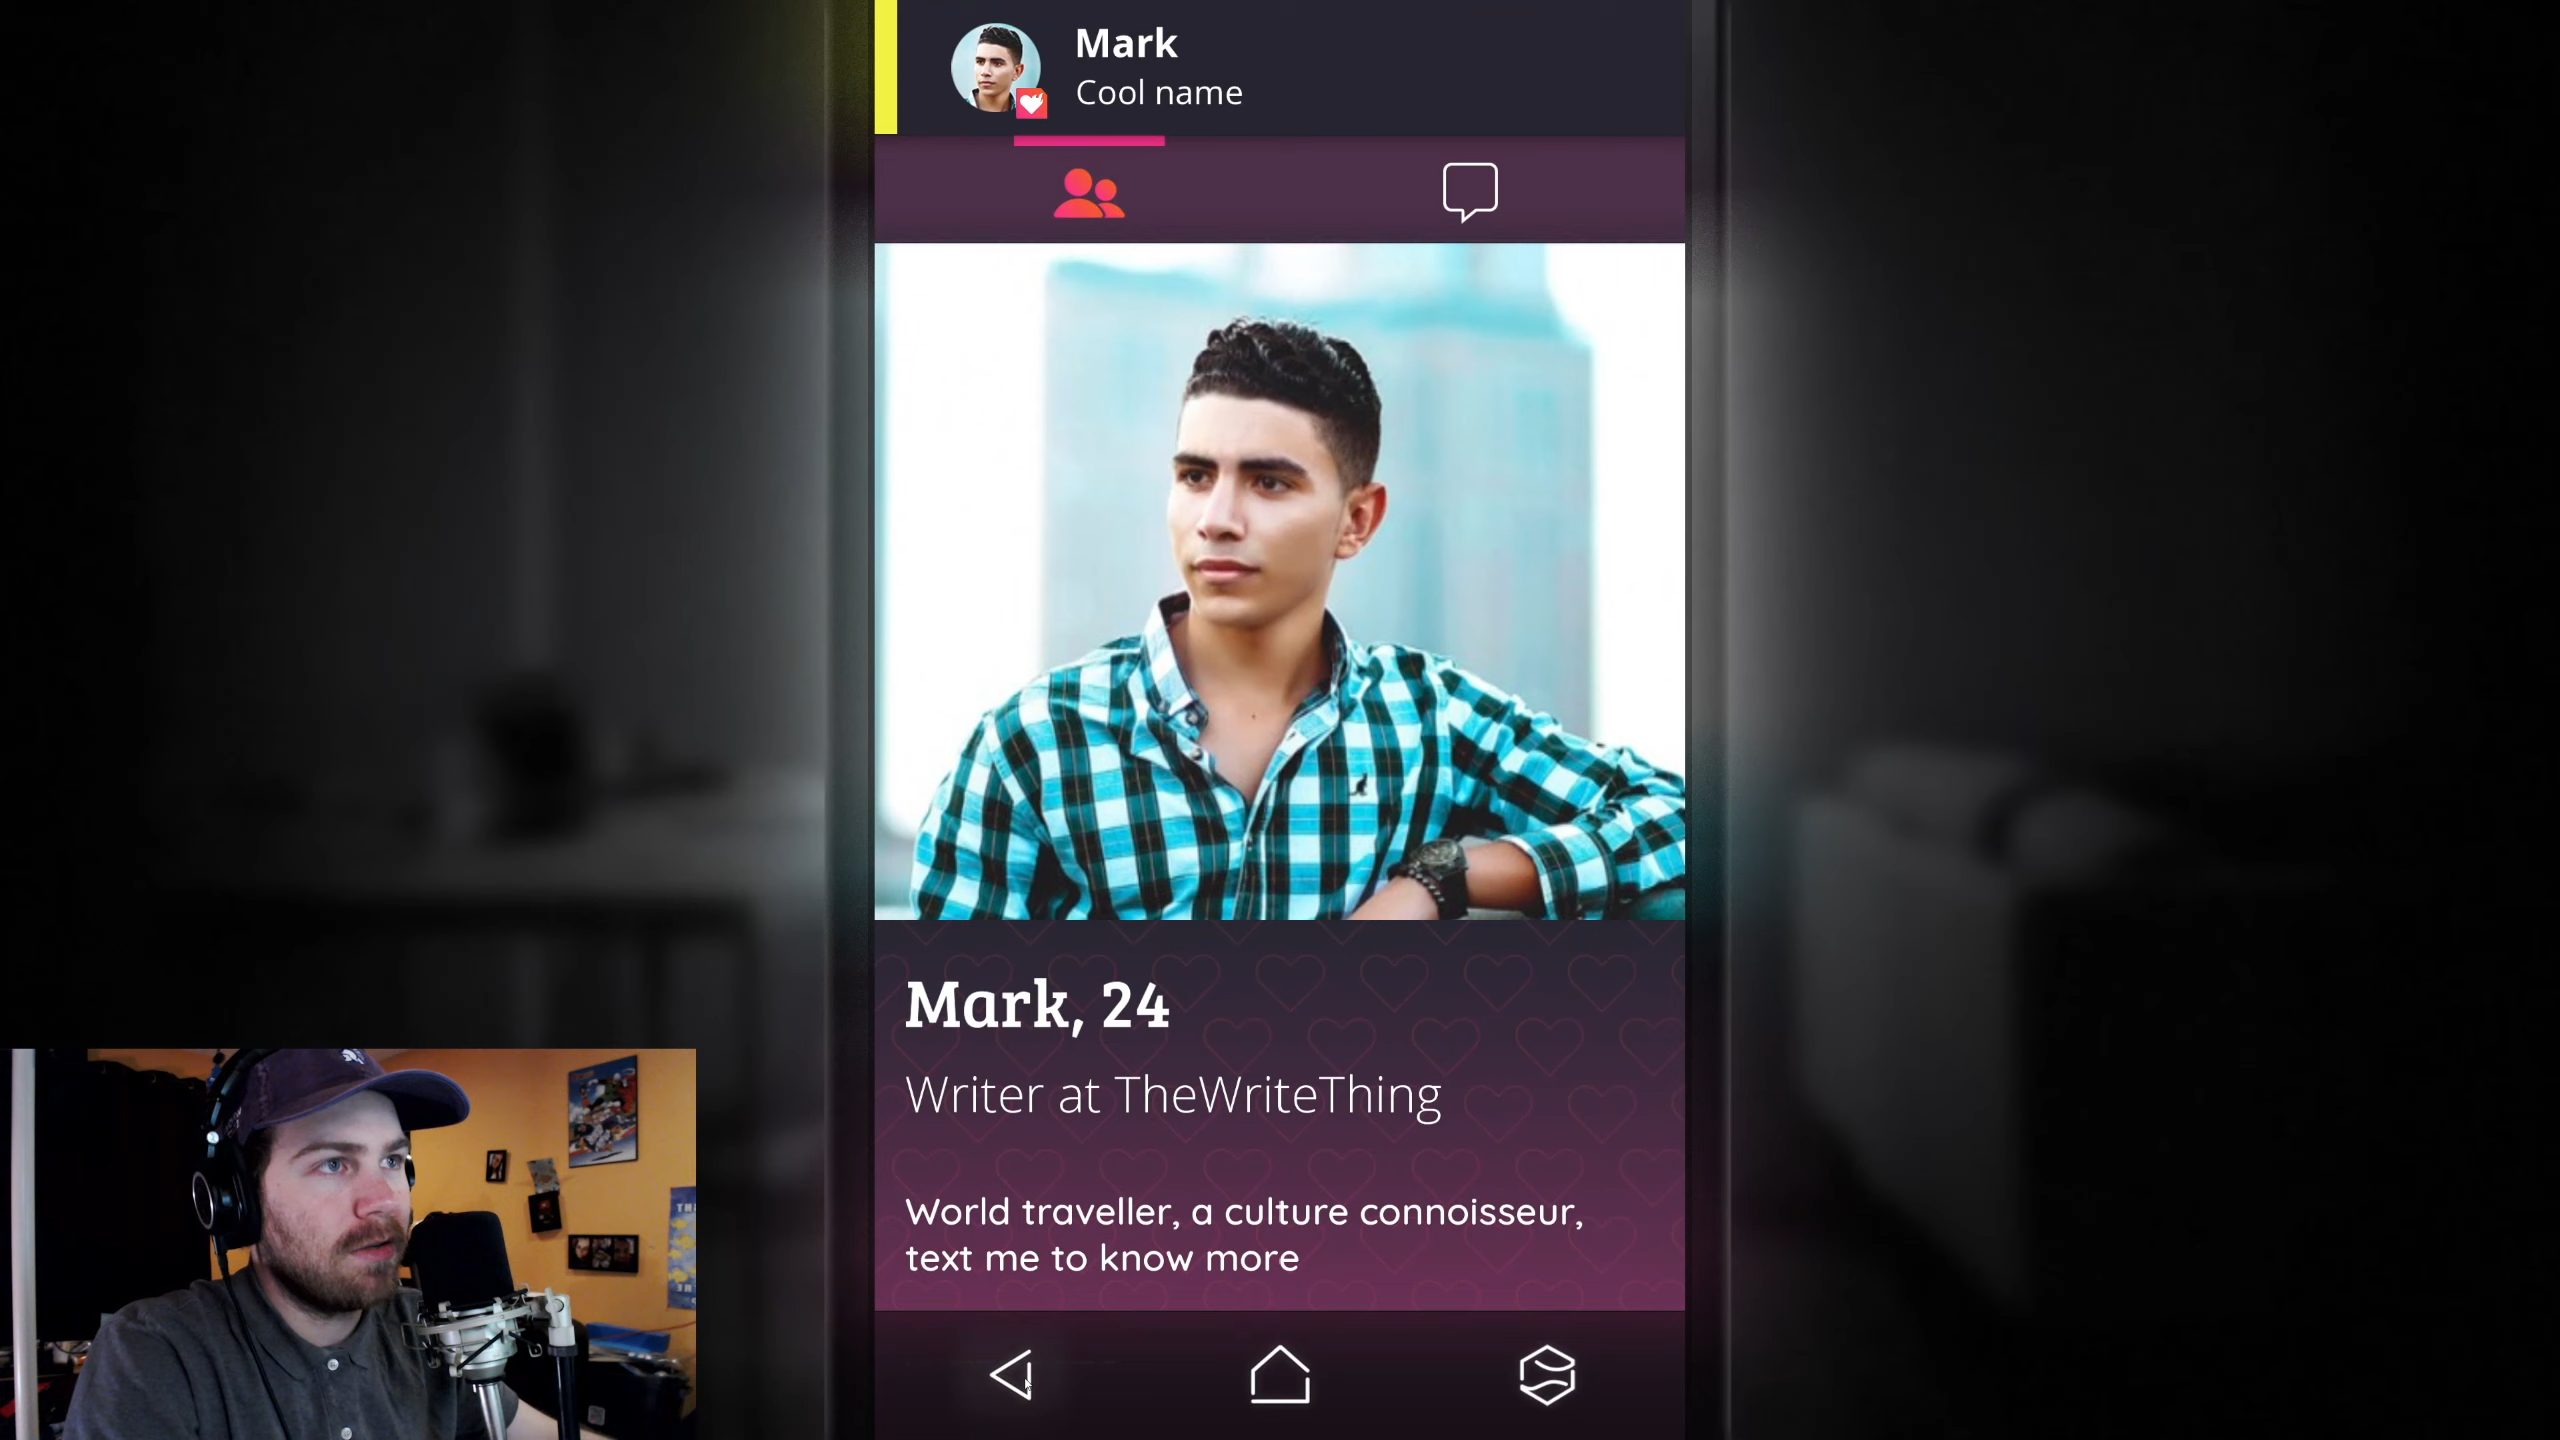 Mark
Cool name
Mark, 24
Writer at TheWriteThing
World traveller, a culture connoisseur,
text me to know more